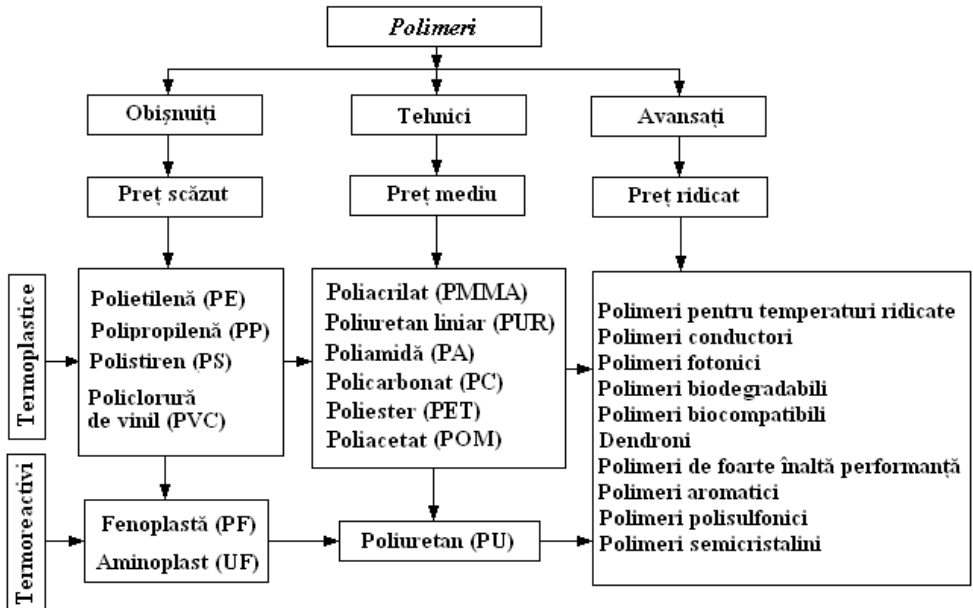 Polimeri
Obișnuiți
Tehnici
Avansați
Preț scăzut
Preț mediu
Preț ridicat
Termoplastice
Polietilenă (PE)
Polipropilenă (PP)
Polistiren (PS)
Policlorură
de vinil (PVC)
Poliacrilat (PMMA)
Poliuretan liniar (PUR)
Poliamidă (PA)
Policarbonat (PC)
Poliester (PET)
Poliacetat (POM)
Polimeri pentru temperaturi ridicate
Polimeri conductori
Polimeri fotonici
Polimeri biodegradabili
Polimeri biocompatibili
Dendroni
Polimeri de foarte înaltă performanță
Polimeri aromatici
Polimeri polisulfonici
Polimeri semicristalini
Termoreactivi
Fenoplastă (PF)
Aminoplast (UF)
Poliuretan (PU)